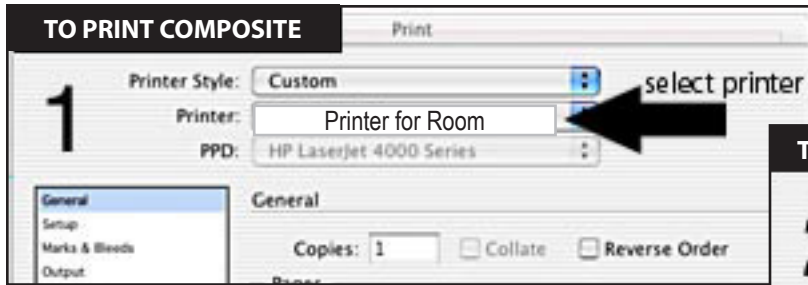 TO PRINT COMPOSITE
Print
1
Printer Style: Custom
select printer
Printer: Printer for Room
PPD: HP LaserJet 4000 Series
General
Setup
Marks & Bleeds
Output
General
Copies: 1 Collate Reverse Order
Paper
T